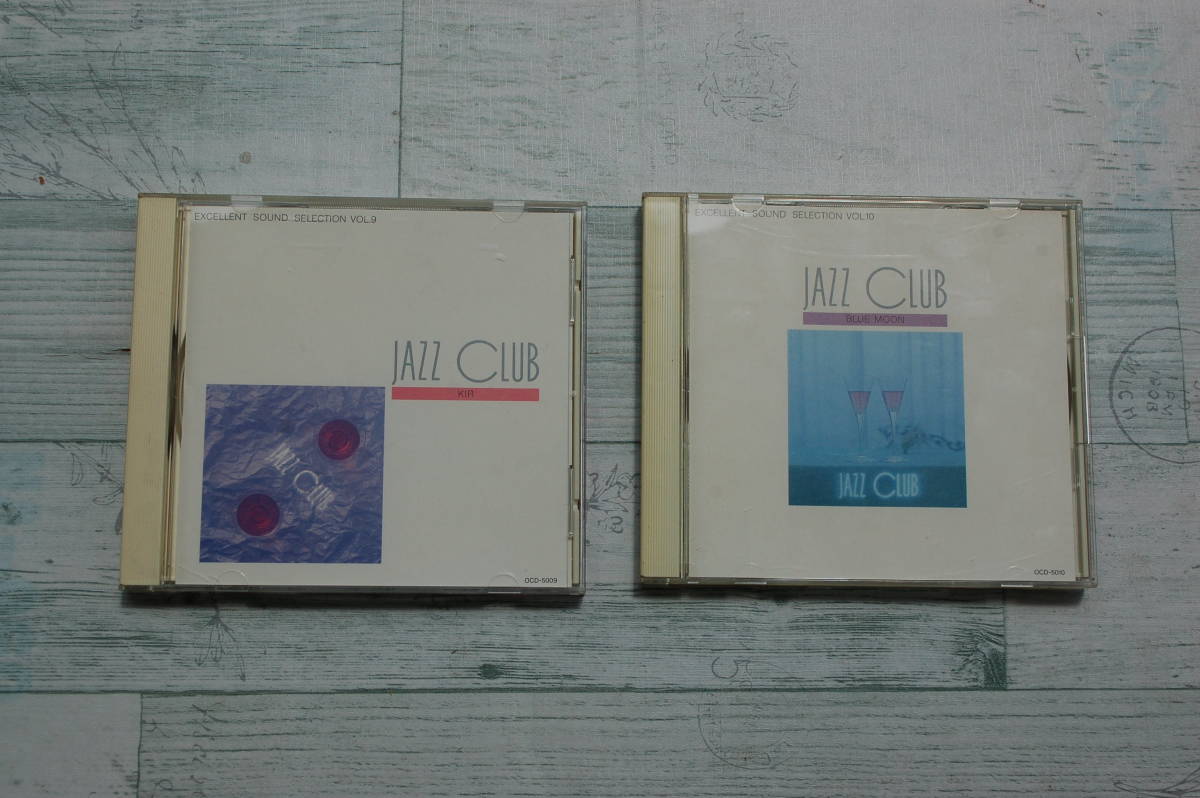 EXCELLENT SOUND SELECTION VOL.9
JAZZ CLUB
KIR
JAZZ CLUB
OCD-5009
EXCELLENT SOUND SELECTION VOL.10
JAZZ CLUB
BLUE MOON
JAZZ CLUB
OCD-5010
MICH